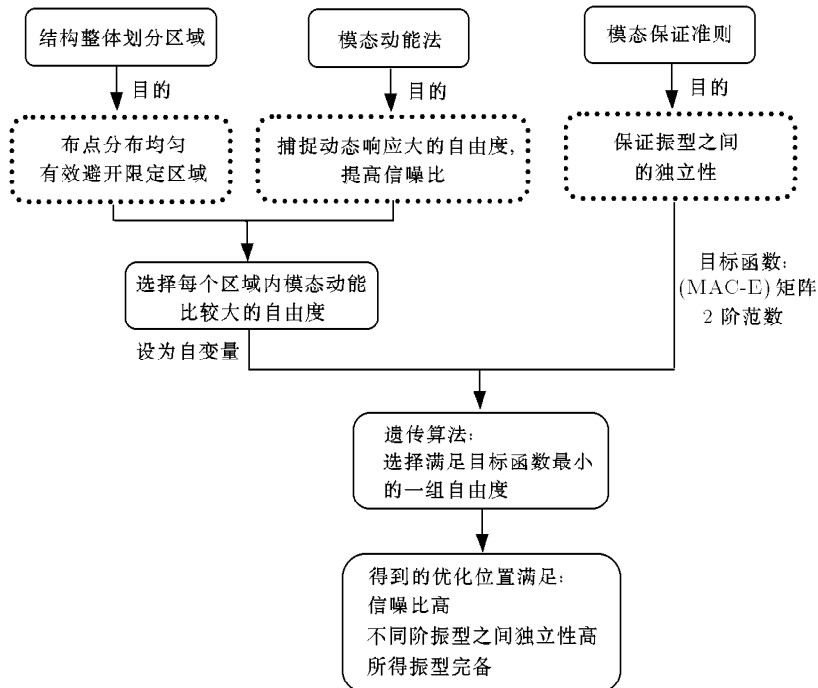 结构整体划分区域
模态动能法
模态保证准则
目的
目的
目的
布点分布均匀
有效避开限定区域
捕捉动态响应大的自由度,
提高信噪比
保证振型之间
的独立性
选择每个区域内模态动能
比较大的自由度
目标函数:
(MAC-E)矩阵
2 阶范数
设为自变量
遗传算法:
选择满足目标函数最小
的一组自由度
得到的优化位置满足:
信噪比高
不同阶振型之间独立性高
所得振型完备